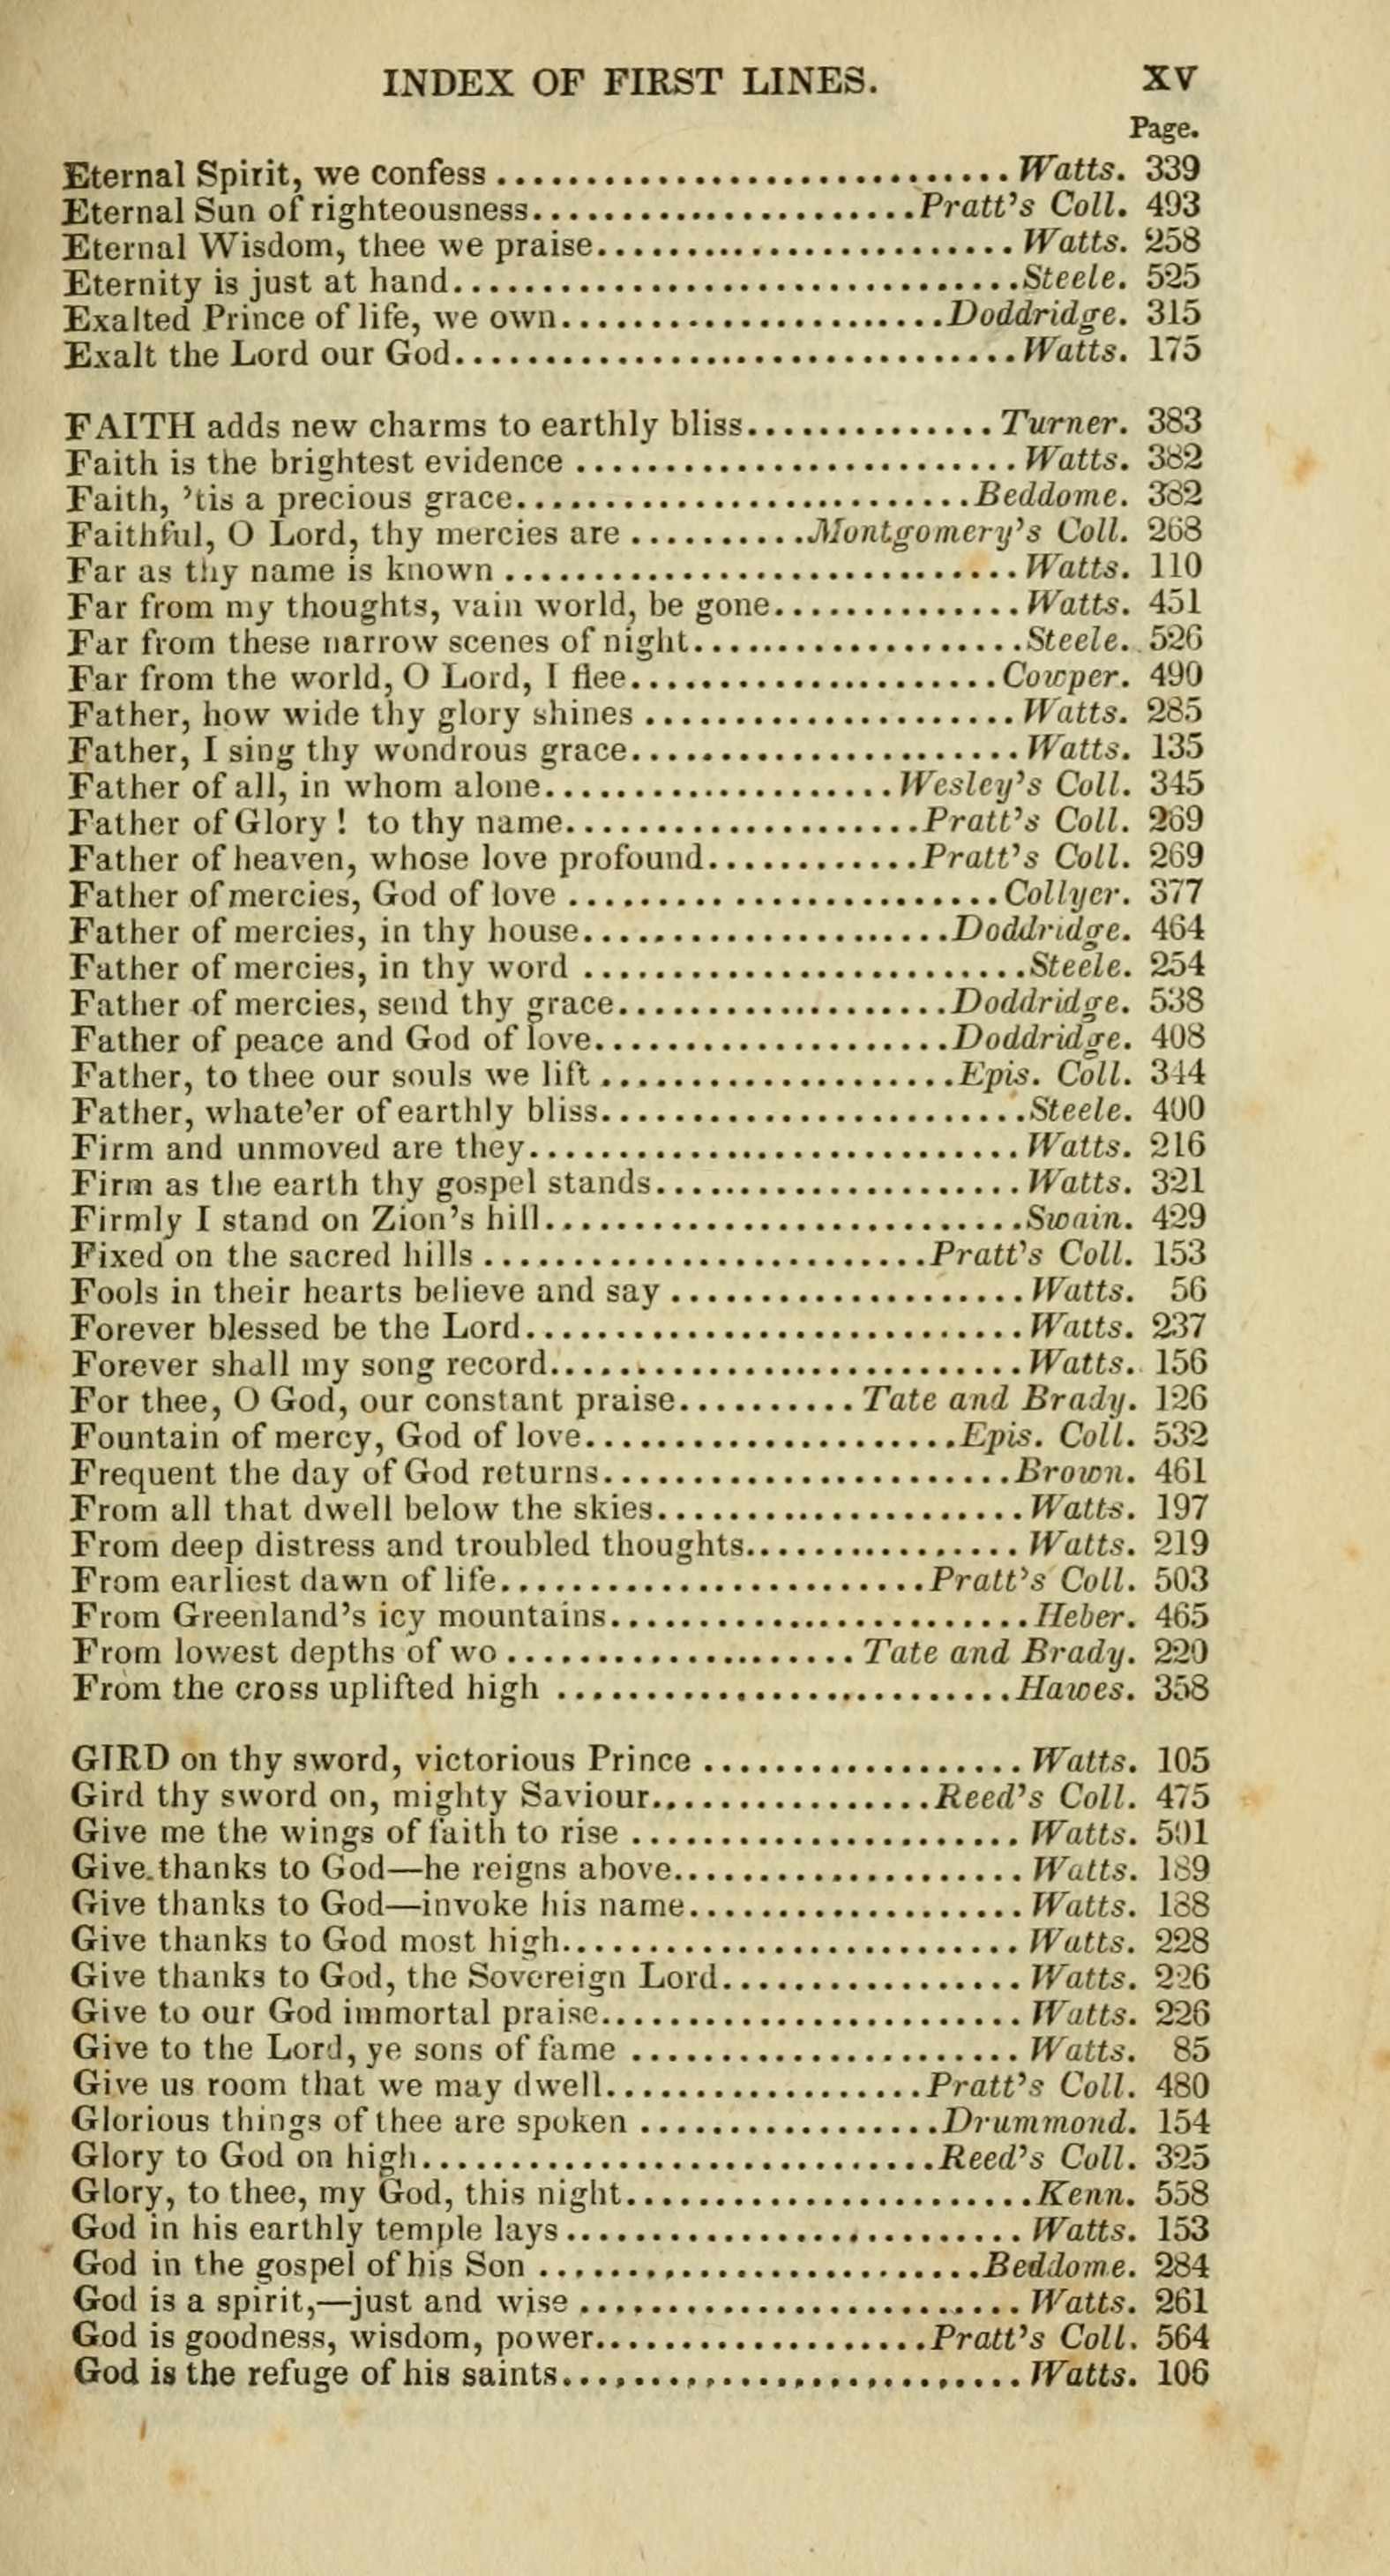 INDEX OF FIRST LINES. XV
Page.
Eternal Spirit, we confess .............................. Watts. 339
Eternal Sun of righteousness......................Pratt's Coll. 493
Eternal Wisdom, thee we praise........................ Watts. 258
Eternity is just at hand................................Steele. 525
Exalted Prince of life, we own......................Doddridge. 315
Exalt the Lord our God................................ Watts. 175
FAITH adds new charms to earthly bliss.............. Turner. 383
Faith is the brightest evidence ......................... Watts. 382
Faith, 'tis a precious grace..........................Beddome. 382
Faithful, O Lord, thy mercies are ..........Montgomery's Coll. 268
Far as thy name is known ............................. Watts. 110
Far from my thoughts, vain world, be gone.............. Watts. 451
Far from these narrow scenes of night...................Steele. 526
Far from the world, O Lord, I flee..................... Cowper. 490
Father, how wide thy glory shines ..................... Watts. 285
Father, I sing thy wondrous grace...................... Watts. 135
Father of all, in whom alone.................... Wesley's Coll. 345
Father of Glory ! to thy name....................Pratt's Coll. 269
Father of heaven, whose love profound............Pratt's Coll. 269
Father of mercies, God of love ......................... Collyer. 377
Father of mercies, in thy house.....................Doddridge. 464
Father of mercies, in thy word .........................Steele. 254
Father of mercies, send thy grace...................Doddridge. 538
Father of peace and God of love....................Doddridge. 408
Father, to thee our souls we lift ....................Epis. Coll. 344
Father, whate'er of earthly bliss........................Steele. 400
Firm and unmoved are they............................ Watts. 216
Firm as the earth thy gospel stands..................... Watts. 321
Firmly I stand on Zion's hill...........................Swain. 429
Fixed on the sacred hills .........................Pratt's Coll. 153
Fools in their hearts believe and say .................... Watts. 56
Forever blessed be the Lord............................ Watts. 237
Forever shall my song record........................... Watts. 156
For thee, O God, our constant praise.......... Tate and Brady. 126
Fountain of mercy, God of love.....................Epis. Coll. 532
Frequent the day of God returns.......................Brown. 461
From all that dwell below the skies..................... Watts. 197
From deep distress and troubled thoughts................ Watts. 219
From earliest dawn of life........................Pratt's Coll. 503
From Greenland's icy mountains........................Heber. 465
From lowest depths of wo .................... Tate and Brady. 220
From the cross uplifted high ..........................Hawes. 358
GIRD on thy sword, victorious Prince .................. Watts. 105
Gird thy sword on, mighty Saviour................Reed's Coll. 475
Give me the wings of faith to rise ...................... Watts. 501
Give thanks to God—he reigns above.................... Watts. 189
Give thanks to God—invoke his name................... Watts. 188
Give thanks to God most high.......................... Watts. 228
Give thanks to God, the Sovereign Lord................. Watts. 226
Give to our God immortal praise........................ Watts. 226
Give to the Lord, ye sons of fame ...................... Watts. 85
Give us room that we may dwell..................Pratt's Coll. 480
Glorious things of thee are spoken .................Drummond. 154
Glory to God on high.............................Reed's Coll. 325
Glory, to thee, my God, this night.......................Kenn. 558
God in his earthly temple lays .......................... Watts. 153
God in the gospel of his Son .........................Beddome. 284
God is a spirit,—just and wise ......................... Watts. 261
God is goodness, wisdom, power...................Pratt's Coll. 564
God is the refuge of his saints.......................... Watts. 106